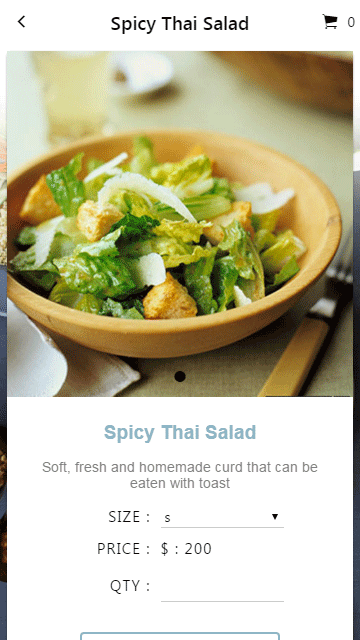 Spicy Thai Salad
0
Spicy Thai Salad
Soft, fresh and homemade curd that can be
eaten with toast
SIZE : s
PRICE : $ : 200
QTY :